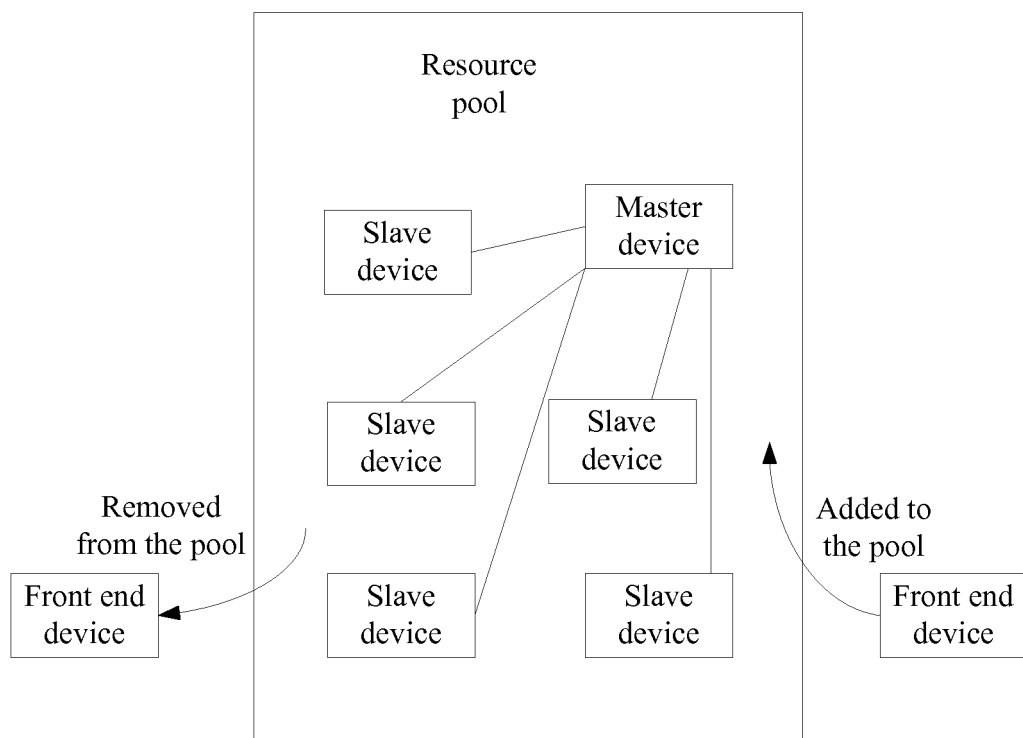 Resource
pool
Master
device
Slave
device
Slave
device
Slave
device
Removed
from the pool
Added to
the pool
Front end
device
Slave
device
Slave
device
Front end
device